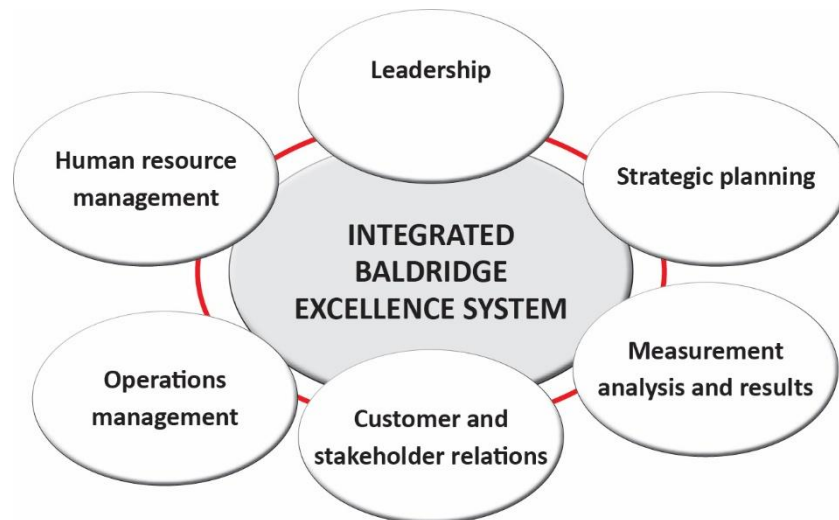 Leadership
Human resource
management
Strategic planning
INTEGRATED
BALDRIDGE
EXCELLENCE SYSTEM
Operations
management
Measurement
analysis and results
Customer and
stakeholder relations